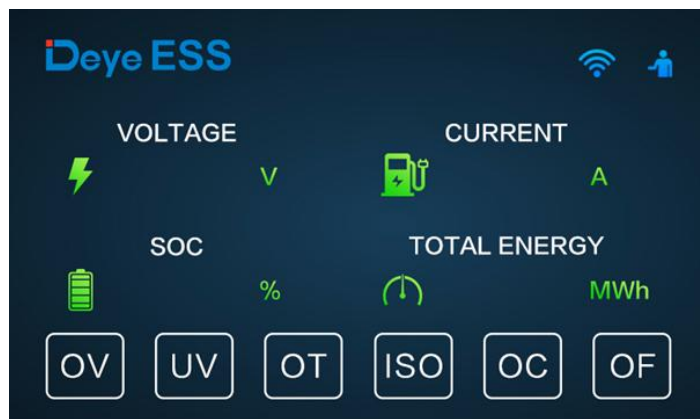 Deye ESS
VOLTAGE
CURRENT
V
A
SOC
TOTAL ENERGY
%
MWh
OV UV OT ISO OC OF